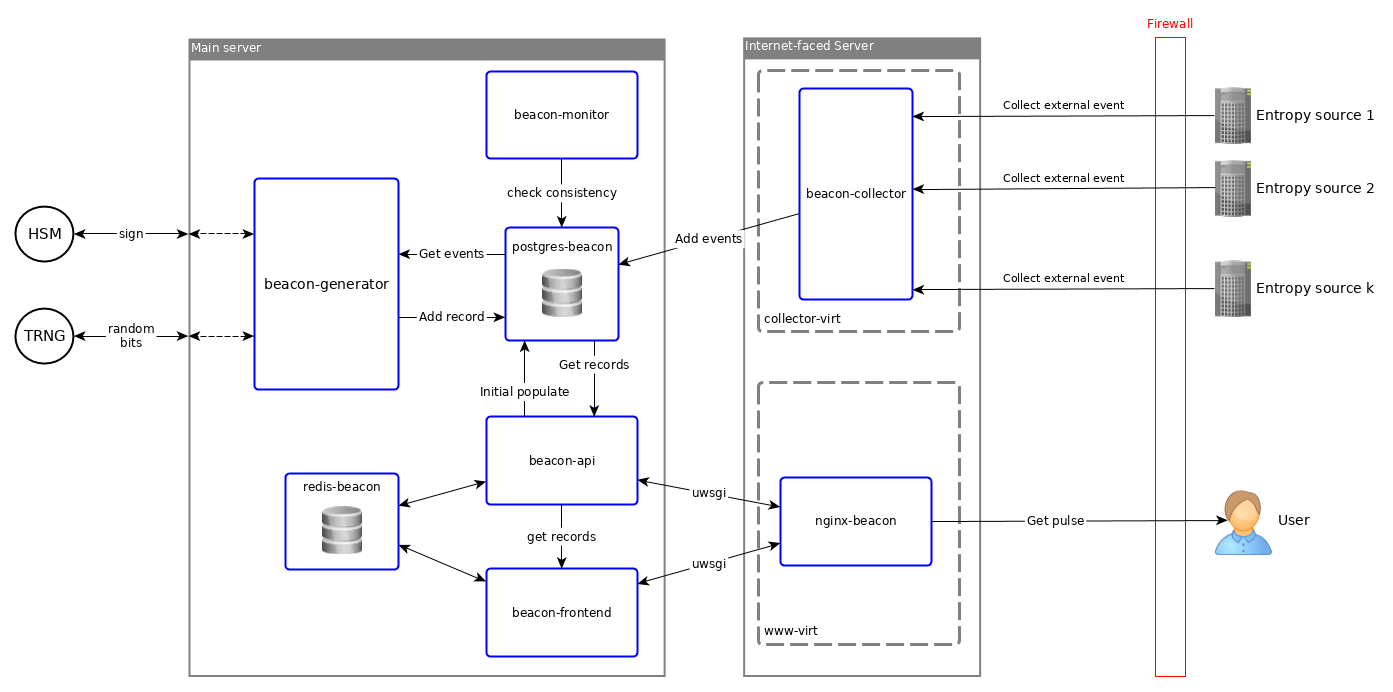 Firewall
Main server
Internet-faced Server
beacon-monitor
Collect external event
Entropy source 1
check consistency
Collect external event
Entropy source 2
beacon-collector
HSM
sign
postgres-beacon
Add events
Get events
beacon-generator
Collect external event
Entropy source k
Add record
collector-virt
TRNG
random
bits
Get records
Initial populate
beacon-api
redis-beacon
uwsgi
nginx-beacon
Get pulse
User
get records
uwsgi
beacon-frontend
www-virt